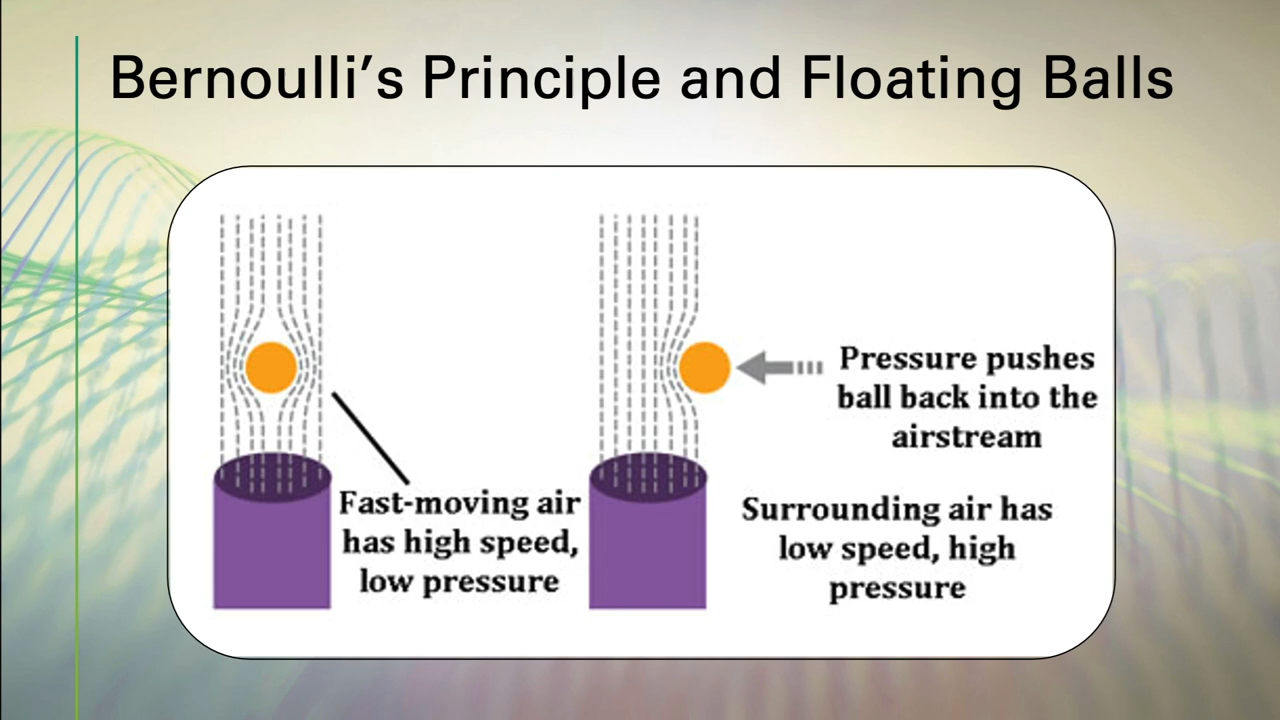 Bernoulli’s Principle and Floating Balls
Fast-moving air
has high speed,
low pressure
Pressure pushes
ball back into the
airstream
Surrounding air has
low speed, high
pressure